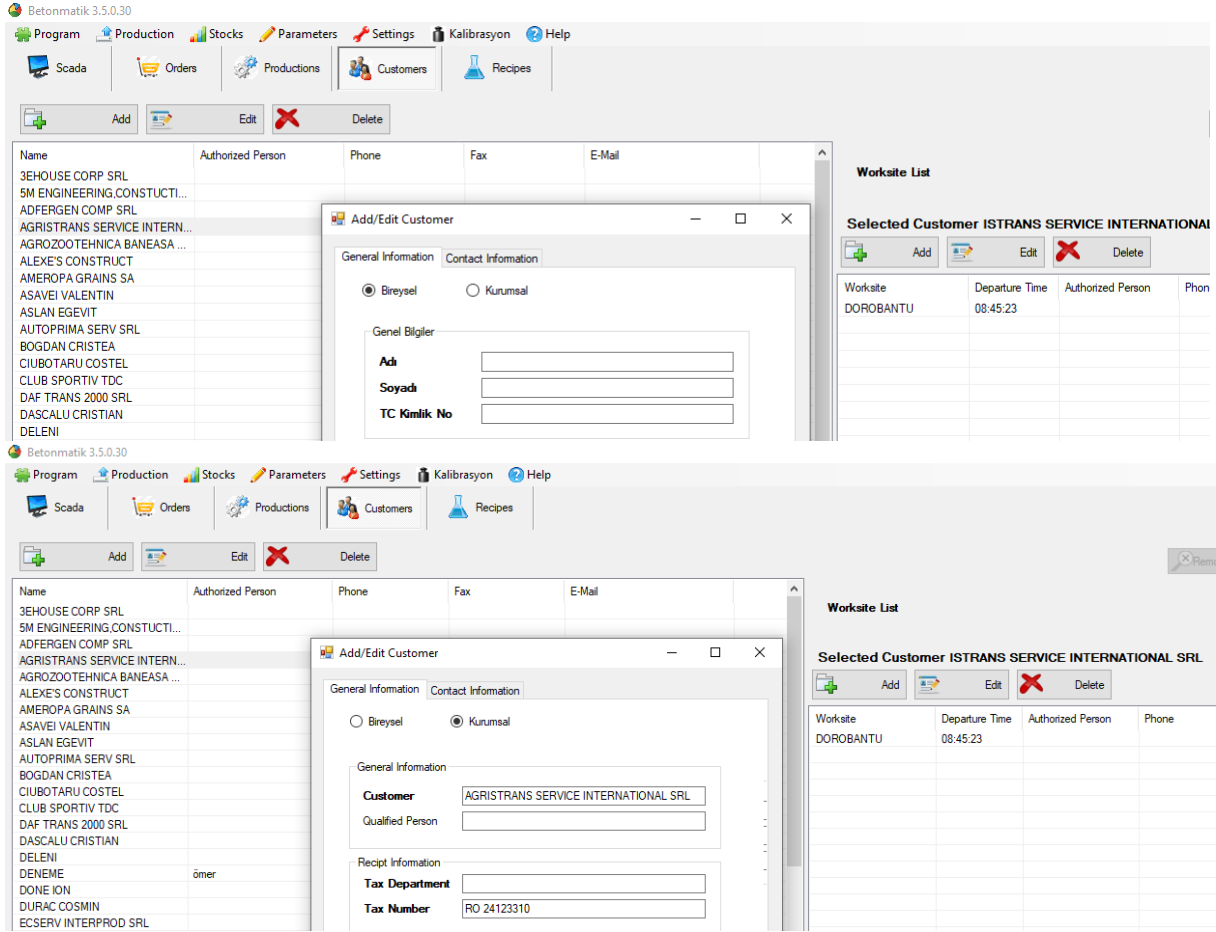 Betonmatik 3.5.0.30
Program Production Stocks Parameters Settings Kalibrasyon Help
Scada Orders Productions Customers Recipes
Add Edit Delete
Name Authorized Person Phone Fax E-Mail
3EHOUSE CORP SRL
5M ENGINEERING,CONSTUCTI...
ADFERGEN COMP SRL
AGRISTRANS SERVICE INTERN...
AGROZOOTEHNICA BANEASA ...
ALEXE'S CONSTRUCT
AMEROPA GRAINS SA
ASAVEI VALENTIN
ASLAN EGEVIT
AUTOPRIMA SERV SRL
BOGDAN CRISTEA
CIUBOTARU COSTEL
CLUB SPORTIV TDC
DAF TRANS 2000 SRL
DASCALU CRISTIAN
DELENI
Add/Edit Customer
General Information Contact Information
Bireysel Kurumsal
Genel Bilgiler
Adı
Soyadı
TC Kimlik No
Worksite List
Selected Customer ISTRANS SERVICE INTERNATIONAL
Add Edit Delete
Worksite Departure Time Authorized Person Phon
DOROBANTU 08:45:23
Betonmatik 3.5.0.30
Program Production Stocks Parameters Settings Kalibrasyon Help
Scada Orders Productions Customers Recipes
Add Edit Delete
Remo
Name Authorized Person Phone Fax E-Mail
3EHOUSE CORP SRL
5M ENGINEERING,CONSTUCTI...
ADFERGEN COMP SRL
AGRISTRANS SERVICE INTERN...
AGROZOOTEHNICA BANEASA ...
ALEXE'S CONSTRUCT
AMEROPA GRAINS SA
ASAVEI VALENTIN
ASLAN EGEVIT
AUTOPRIMA SERV SRL
BOGDAN CRISTEA
CIUBOTARU COSTEL
CLUB SPORTIV TDC
DAF TRANS 2000 SRL
DASCALU CRISTIAN
DELENI
DENEME ömer
DONE ION
DURAC COSMIN
ECSERV INTERPROD SRL
Add/Edit Customer
General Information Contact Information
Bireysel Kurumsal
General Information
Customer AGRISTRANS SERVICE INTERNATIONAL SRL
Qualified Person
Recipt Information
Tax Department
Tax Number RO 24123310
Worksite List
Selected Customer ISTRANS SERVICE INTERNATIONAL SRL
Add Edit Delete
Worksite Departure Time Authorized Person Phone
DOROBANTU 08:45:23